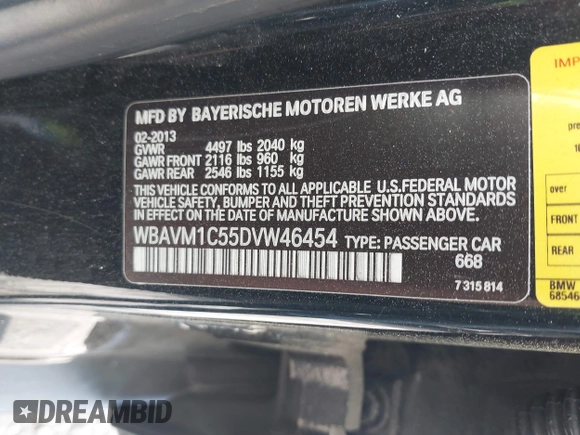 MFD BY BAYERISCHE MOTOREN WERKE AG
02-2013
GVWR 4497 lbs 2040 kg
GAWR FRONT 2116 lbs 960 kg
GAWR REAR 2546 lbs 1155 kg
THIS VEHICLE CONFORMS TO ALL APPLICABLE U.S.FEDERAL MOTOR
VEHICLE SAFETY, BUMPER AND THEFT PREVENTION STANDARDS
IN EFFECT ON THE DATE OF MANUFACTURE SHOWN ABOVE.
WBAVM1C55DVW46454 TYPE: PASSENGER CAR
668
7 315 814
over
FRONT
REAR
BMW
68546
DREAMBID